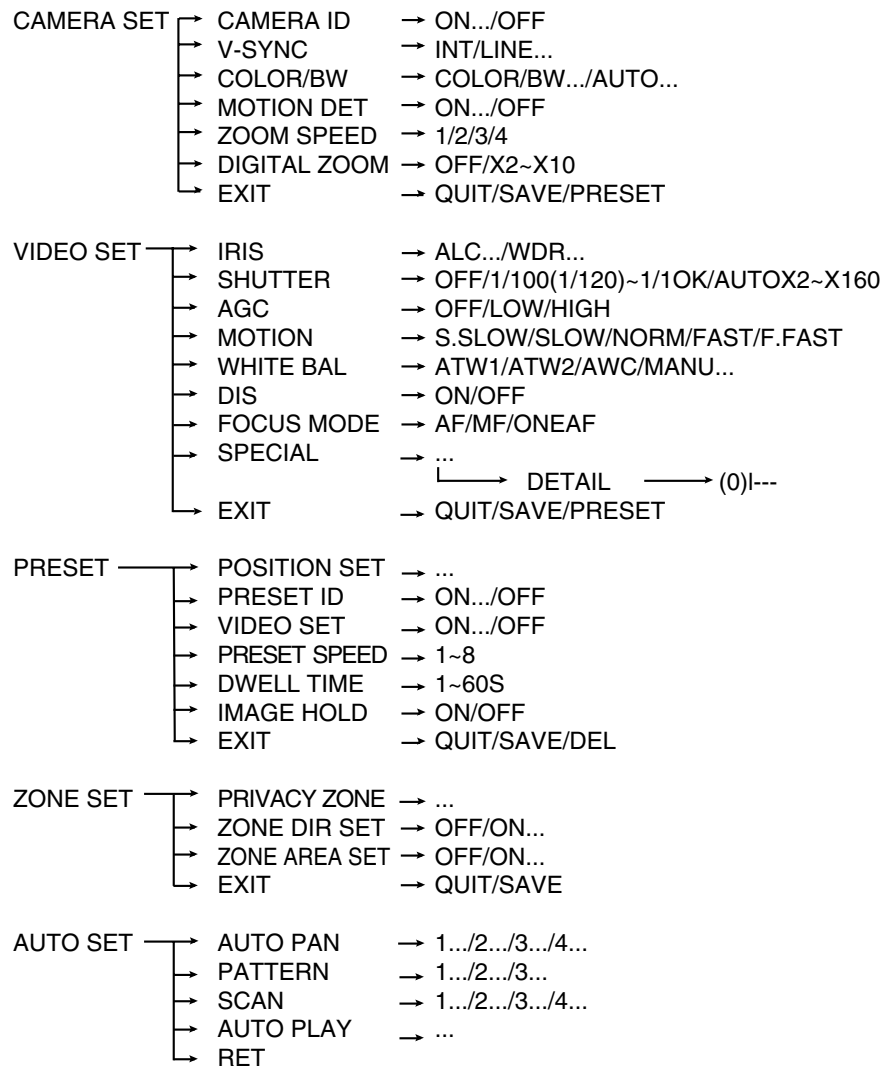 CAMERA SET → CAMERA ID → ON.../OFF
→ V-SYNC → INT/LINE...
→ COLOR/BW → COLOR/BW.../AUTO...
→ MOTION DET → ON.../OFF
→ ZOOM SPEED → 1/2/3/4
→ DIGITAL ZOOM → OFF/X2~X10
→ EXIT → QUIT/SAVE/PRESET
VIDEO SET → IRIS → ALC.../WDR...
→ SHUTTER → OFF/1/100(1/120)~1/1OK/AUTOX2~X160
→ AGC → OFF/LOW/HIGH
→ MOTION → S.SLOW/SLOW/NORM/FAST/F.FAST
→ WHITE BAL → ATW1/ATW2/AWC/MANU...
→ DIS → ON/OFF
→ FOCUS MODE → AF/MF/ONEAF
→ SPECIAL → ...
→ DETAIL → (0)I---
→ EXIT → QUIT/SAVE/PRESET
PRESET → POSITION SET → ...
→ PRESET ID → ON.../OFF
→ VIDEO SET → ON.../OFF
→ PRESET SPEED → 1~8
→ DWELL TIME → 1~60S
→ IMAGE HOLD → ON/OFF
→ EXIT → QUIT/SAVE/DEL
ZONE SET → PRIVACY ZONE → ...
→ ZONE DIR SET → OFF/ON...
→ ZONE AREA SET → OFF/ON...
→ EXIT → QUIT/SAVE
AUTO SET → AUTO PAN → 1.../2.../3.../4...
→ PATTERN → 1.../2.../3...
→ SCAN → 1.../2.../3.../4...
→ AUTO PLAY → ...
→ RET